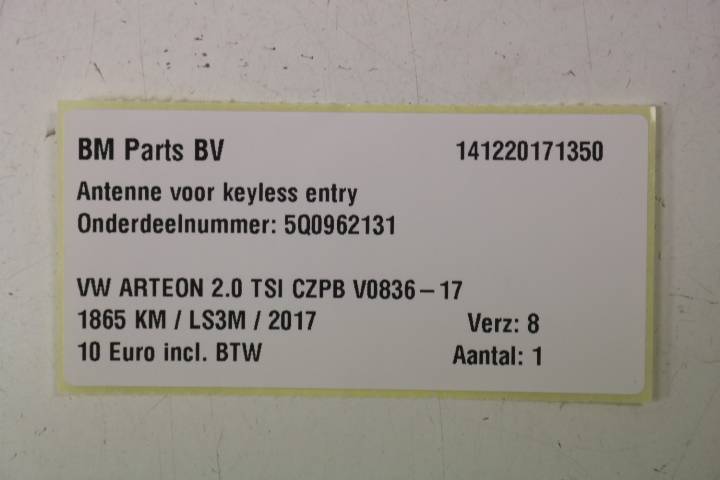 BM Parts BV 141220171350
Antenne voor keyless entry
Onderdeelnummer: 5Q0962131
VW ARTEON 2.0 TSI CZPB V0836-17
1865 KM / LS3M / 2017 Verz: 8
10 Euro incl. BTW Aantal: 1